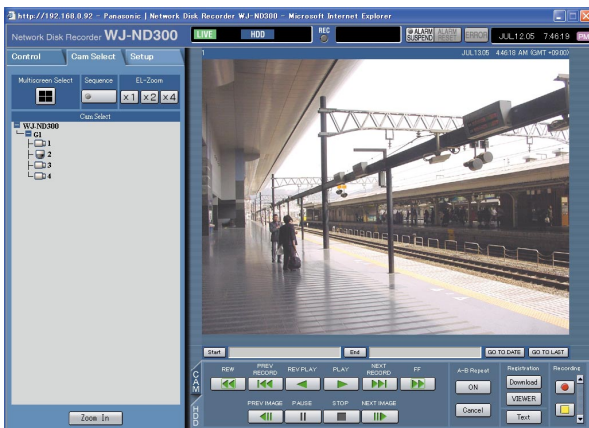 http://192.168.0.92 - Panasonic | Network Disk Recorder WJ-ND300 - Microsoft Internet Explorer
Network Disk Recorder WJ-ND300
LIVE HDD REC ALARM SUSPEND ALARM RESET ERROR JUL.12.05 7:46:19 PM
Control Cam Select Setup
1 JUL.13.05 4:46:18 AM (GMT +09:00)
Multiscreen Select Sequence EL-Zoom
x1 x2 x4
Cam Select
WJ-ND300
G1
1
2
3
4
Start End GO TO DATE GO TO LAST
CAM
REW PREV RECORD REV PLAY PLAY NEXT RECORD FF A-B Repeat Registration Recording
ON Download
VIEWER
HDD
PREV IMAGE PAUSE STOP NEXT IMAGE
Cancel Text
Zoom In